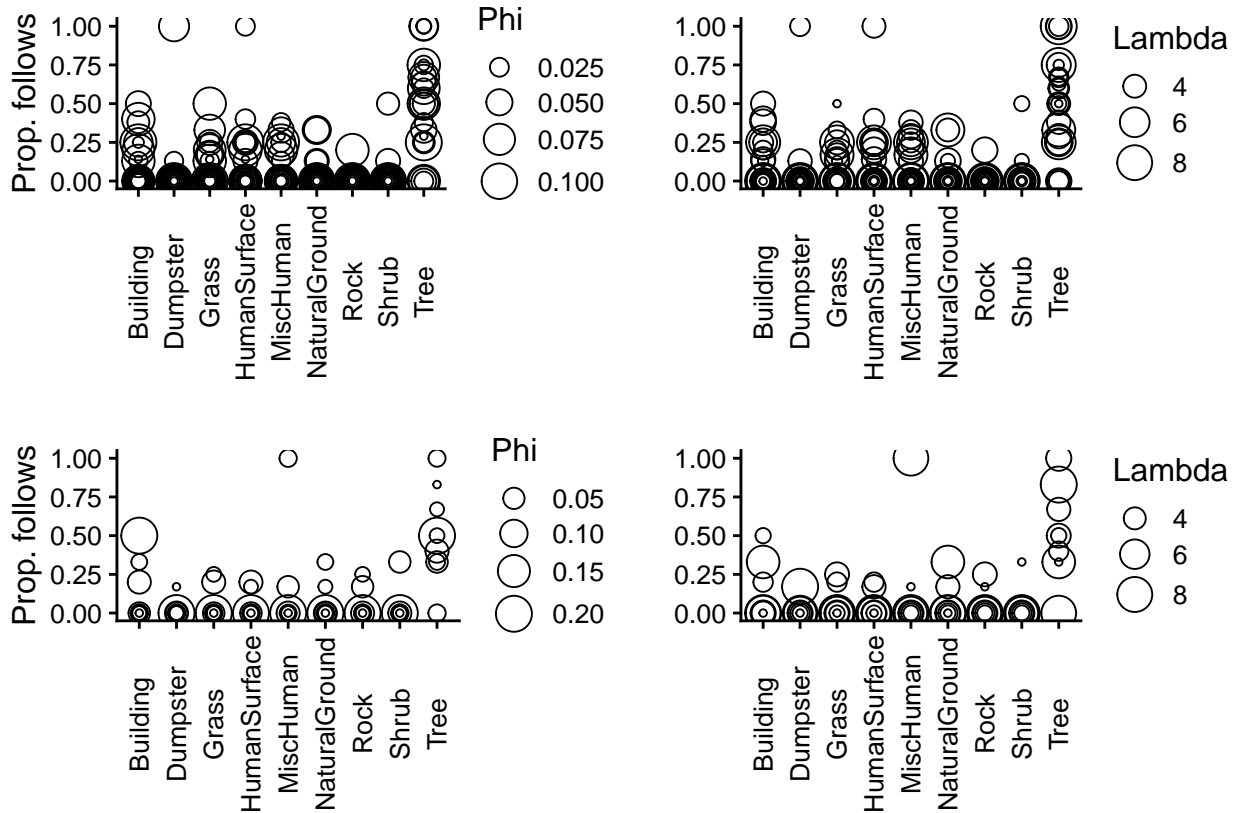 Prop. follows
1.00
0.75
0.50
0.25
0.00
Building
Dumpster
Grass
HumanSurface
MiscHuman
NaturalGround
Rock
Shrub
Tree
Phi
0.025
0.050
0.075
0.100
1.00
0.75
0.50
0.25
0.00
Building
Dumpster
Grass
HumanSurface
MiscHuman
NaturalGround
Rock
Shrub
Tree
Lambda
4
6
8
Prop. follows
1.00
0.75
0.50
0.25
0.00
Building
Dumpster
Grass
HumanSurface
MiscHuman
NaturalGround
Rock
Shrub
Tree
Phi
0.05
0.10
0.15
0.20
1.00
0.75
0.50
0.25
0.00
Building
Dumpster
Grass
HumanSurface
MiscHuman
NaturalGround
Rock
Shrub
Tree
Lambda
4
6
8